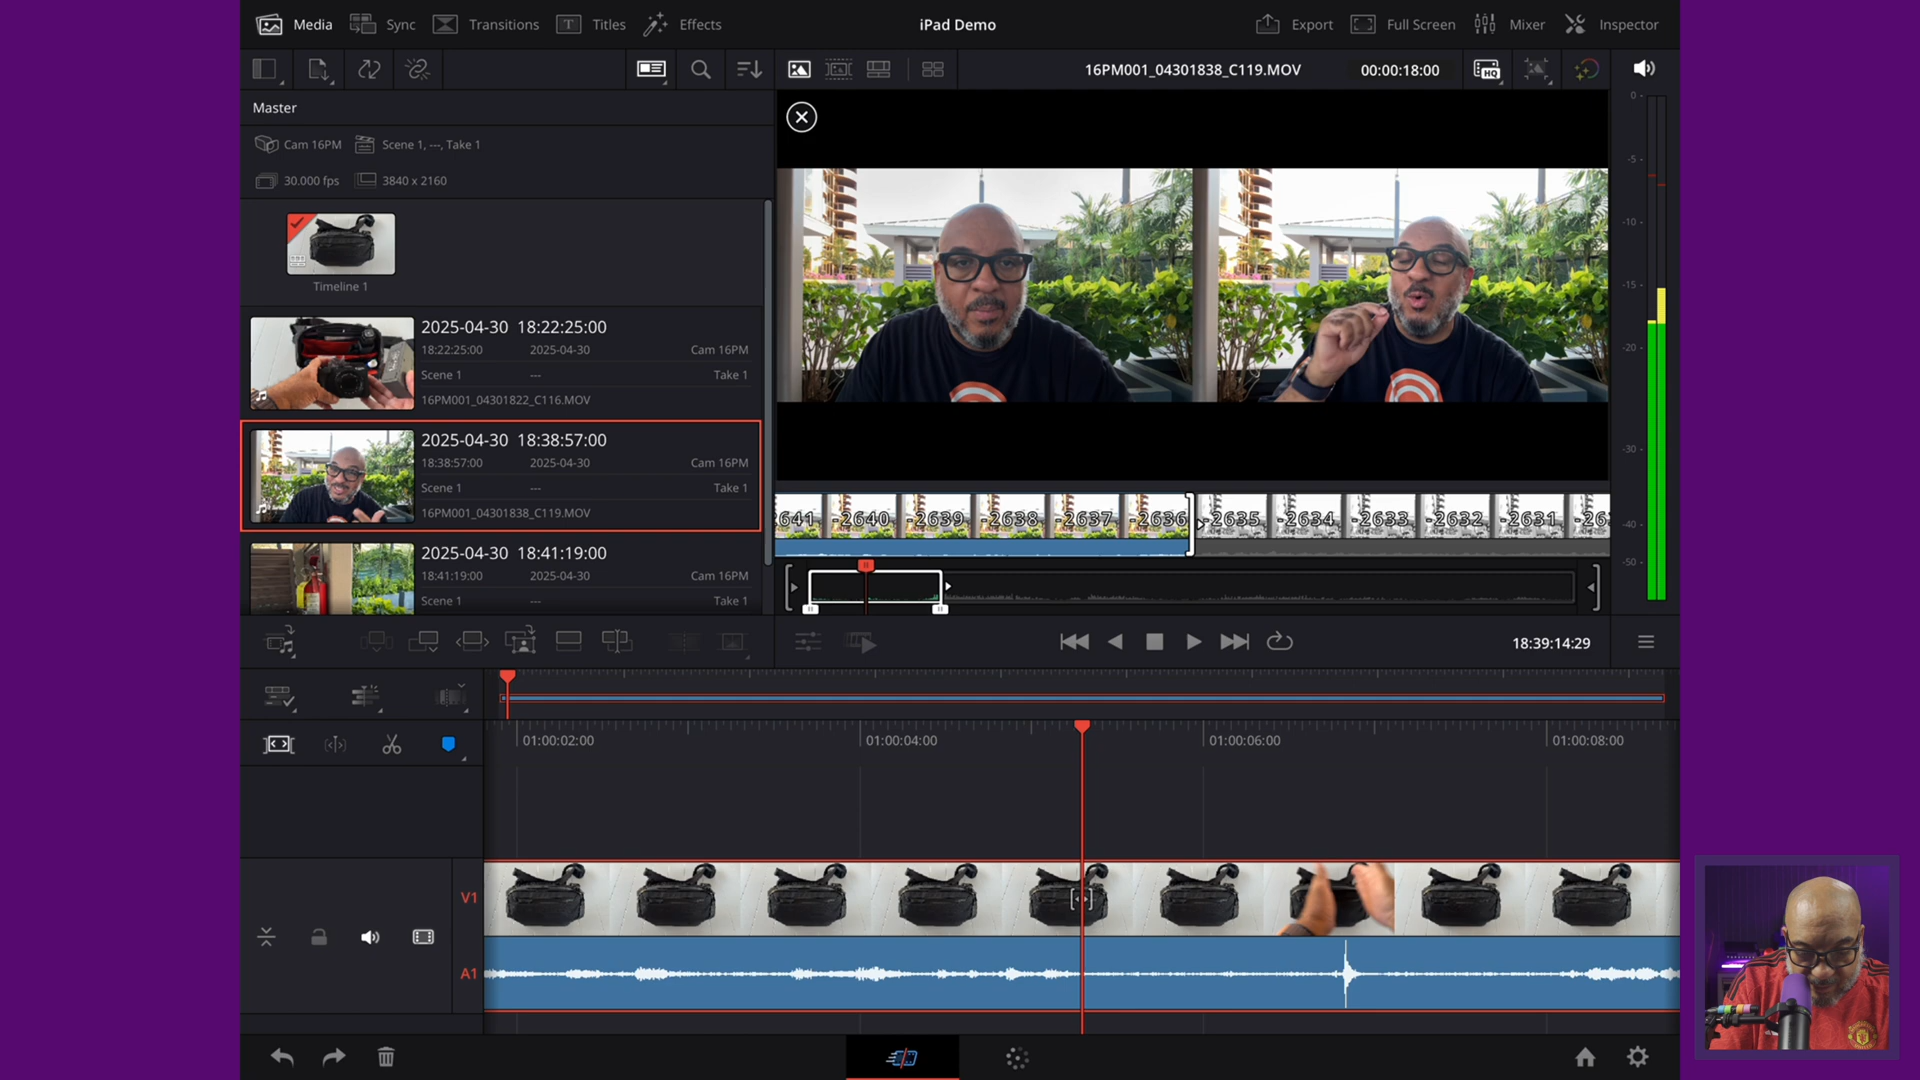 Media
Sync
Transitions
Titles
Effects
iPad Demo
Export
Full Screen
Mixer
Inspector
16PM001_04301838_C119.MOV
00:00:18:00
HQ
Master
Cam 16PM
Scene 1, ---, Take 1
30.000 fps
3840 x 2160
Timeline 1
2025-04-30 18:22:25:00
18:22:25:00 2025-04-30 Cam 16PM
Scene 1 --- Take 1
16PM001_04301822_C116.MOV
2025-04-30 18:38:57:00
18:38:57:00 2025-04-30 Cam 16PM
Scene 1 --- Take 1
16PM001_04301838_C119.MOV
2025-04-30 18:41:19:00
18:41:19:00 2025-04-30 Cam 16PM
Scene 1 --- Take 1
0
-5
-10
-15
-20
-30
-40
-50
2641 -2640 -2639 -2638 -2637 -2636 -2635 -2634 -2633 -2632 -2631 -26
18:39:14:29
01:00:02:00
01:00:04:00
01:00:06:00
01:00:08:00
V1
A1